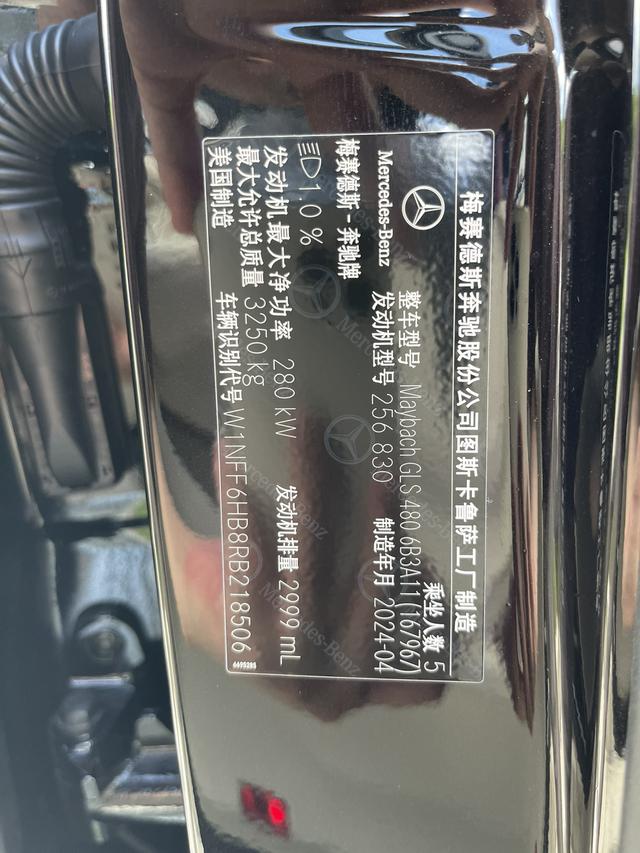 梅赛德斯奔驰股份公司图斯卡鲁萨工厂制造
Mercedes-Benz
梅赛德斯-奔驰牌
乘坐人数 5
整车型号 Maybach GLS 480.6B3A11(167967)
发动机型号 256 830 制造年月 2024-04
1.0 %
发动机最大净功率 280 kW 发动机排量 2999 mL
最大允许总质量 3250 kg
美国制造 车辆识别代号 W1NFF6HB8RB218506